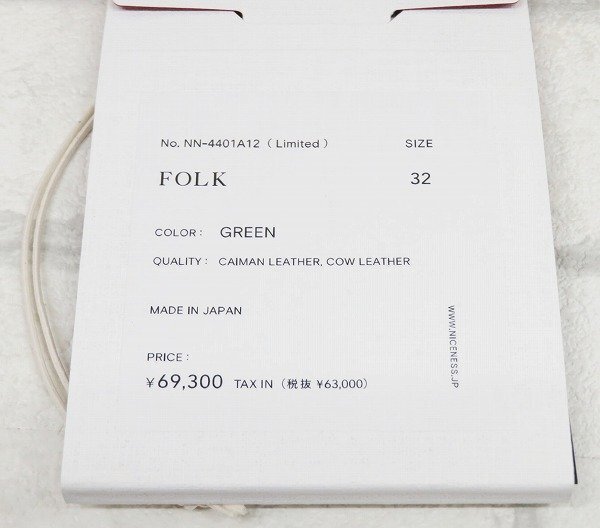 No. NN-4401A12 ( Limited )
SIZE
FOLK
32
COLOR : GREEN
QUALITY : CAIMAN LEATHER, COW LEATHER
MADE IN JAPAN
WWW.NICENESS.JP
PRICE :
¥69,300 TAX IN (税抜 ¥63,000)